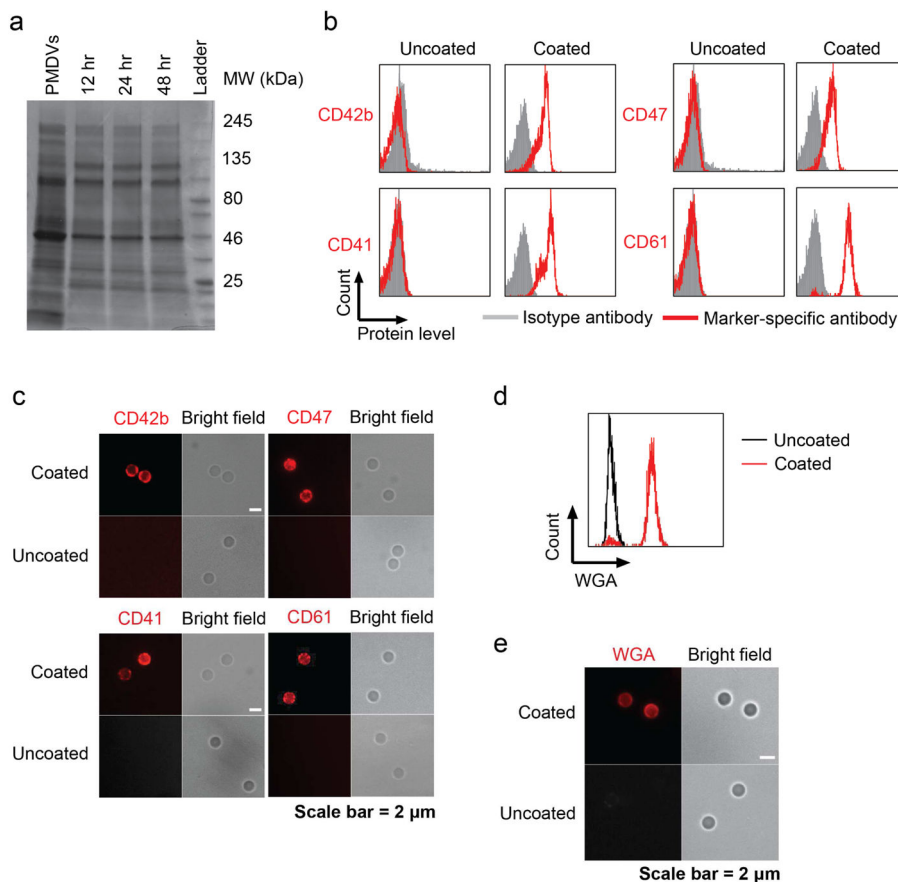 a
PMDVs
12 hr
24 hr
48 hr
Ladder
MW (kDa)
245
135
80
46
25
b
Uncoated Coated Uncoated Coated
CD42b
CD47
CD41
CD61
Count
Protein level
Isotype antibody Marker-specific antibody
c
CD42b Bright field CD47 Bright field
Coated
Uncoated
CD41 Bright field CD61 Bright field
Coated
Uncoated
Scale bar = 2 μm
d
Uncoated
Coated
Count
WGA
e
WGA Bright field
Coated
Uncoated
Scale bar = 2 μm